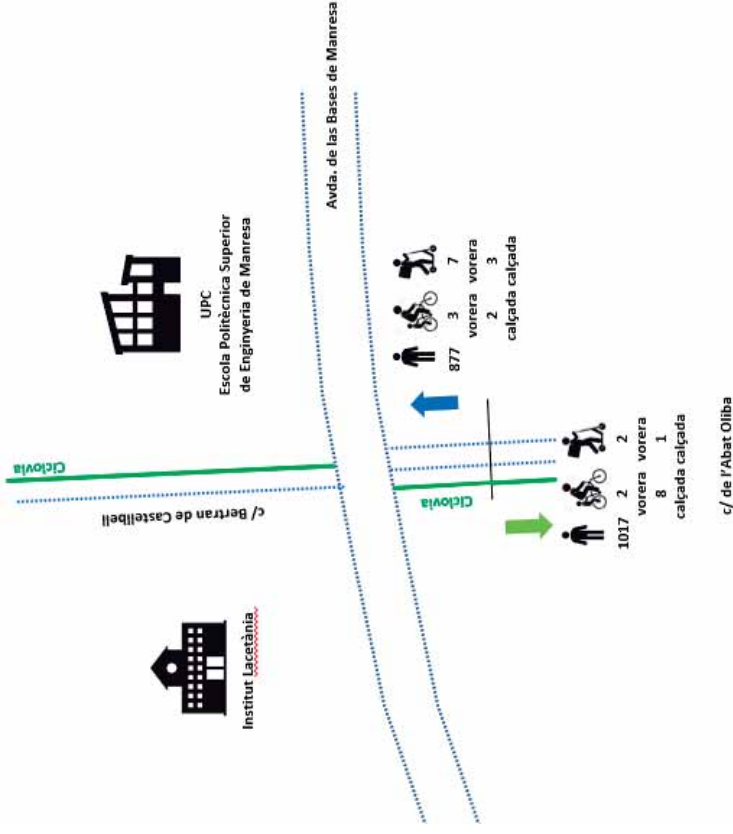 UPC
Escola Politècnica Superior
de Enginyeria de Manresa
Institut Lacetània
Ciclovia
c/ Bertran de Castellbell
Avda. de las Bases de Manresa
Ciclovia
877 3 7
vorera vorera
2 3
calçada calçada
1017 2 2
vorera vorera
8 1
calçada calçada
c/ de l'Abat Oliba